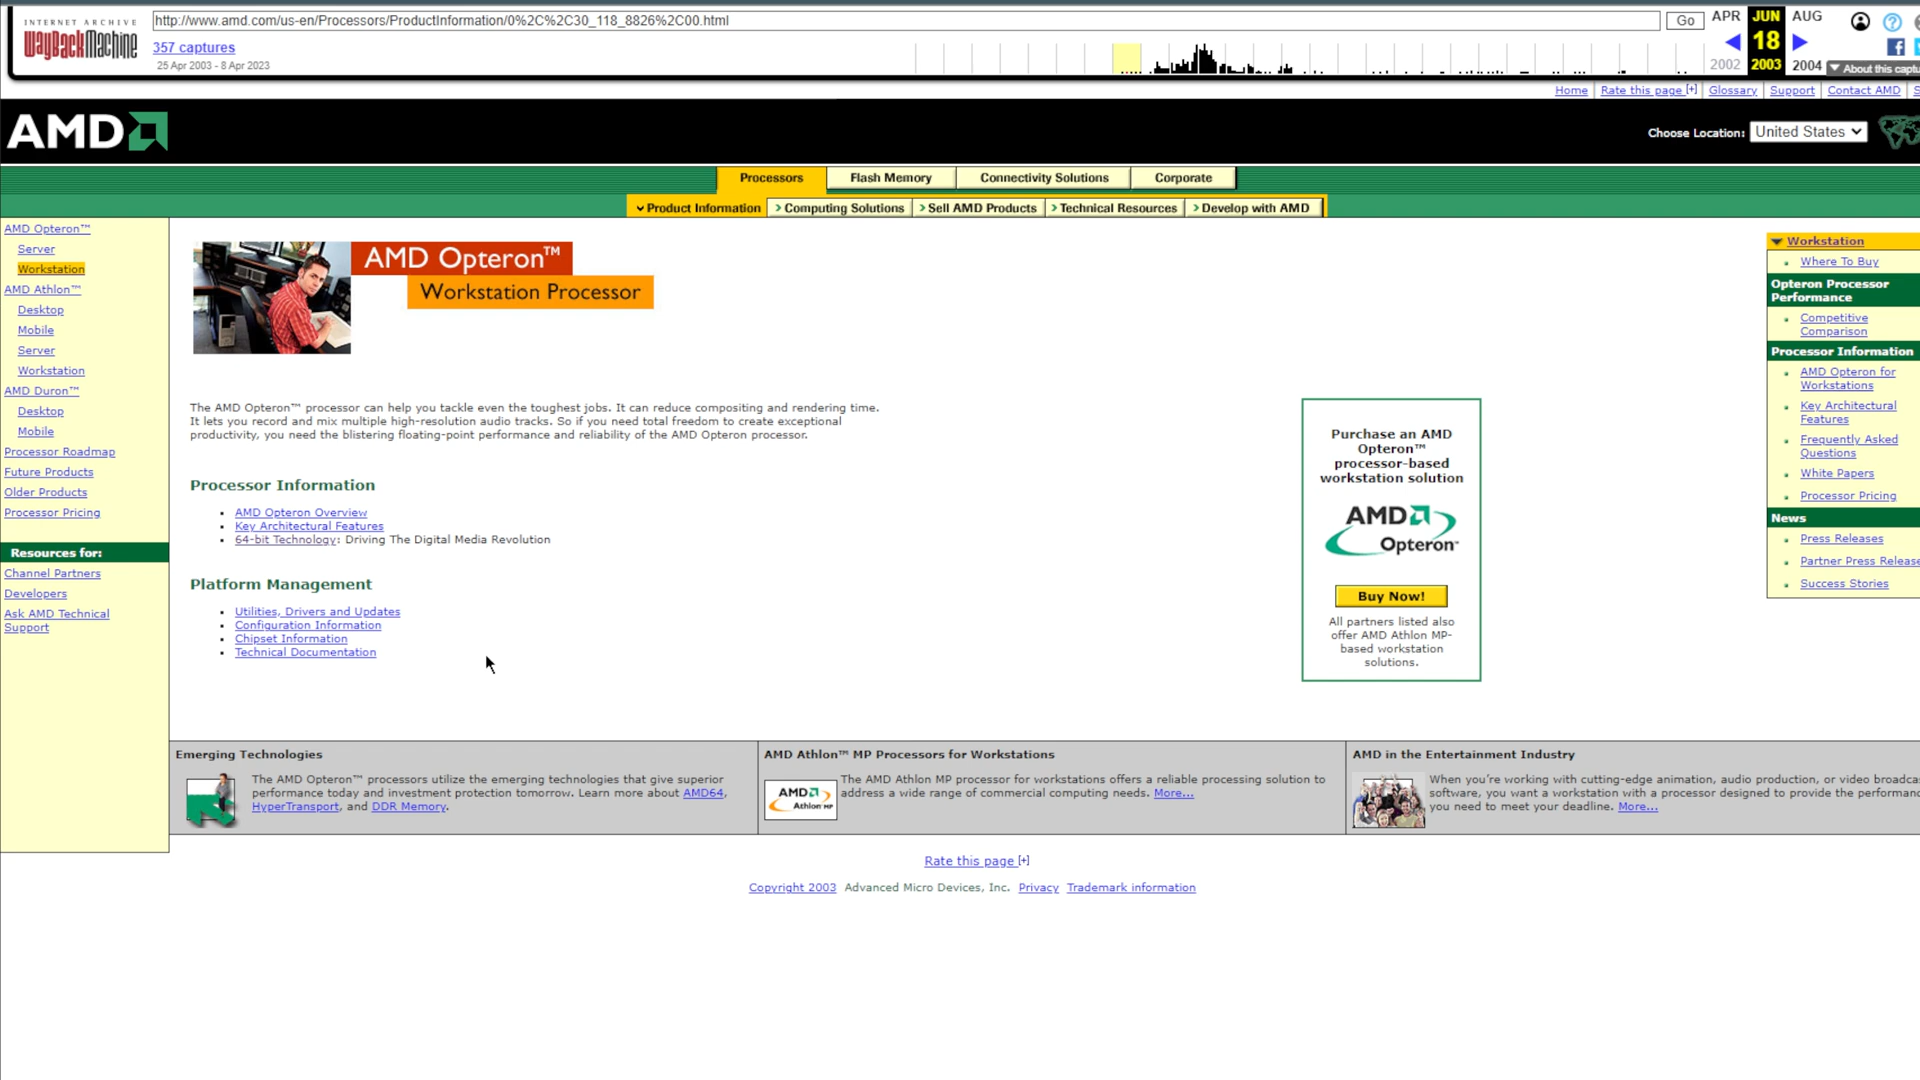 INTERNET ARCHIVE
WayBackMachine
http://www.amd.com/us-en/Processors/ProductInformation/0%2C%2C30_118_8826%2C00.html
Go
APR
JUN
AUG
357 captures
18
25 Apr 2003 - 8 Apr 2023
2002
2003
2004
About this captu
Home
Rate this page [+]
Glossary
Support
Contact AMD
AMD
Choose Location:
United States
Processors
Flash Memory
Connectivity Solutions
Corporate
Product Information
Computing Solutions
Sell AMD Products
Technical Resources
Develop with AMD
AMD Opteron™
Server
Workstation
AMD Athlon™
Desktop
Mobile
Server
Workstation
AMD Duron™
Desktop
Mobile
Processor Roadmap
Future Products
Older Products
Processor Pricing
Resources for:
Channel Partners
Developers
Ask AMD Technical
Support
AMD Opteron™
Workstation Processor
The AMD Opteron™ processor can help you tackle even the toughest jobs. It can reduce compositing and rendering time.
It lets you record and mix multiple high-resolution audio tracks. So if you need total freedom to create exceptional
productivity, you need the blistering floating-point performance and reliability of the AMD Opteron processor.
Processor Information
AMD Opteron Overview
Key Architectural Features
64-bit Technology: Driving The Digital Media Revolution
Platform Management
Utilities, Drivers and Updates
Configuration Information
Chipset Information
Technical Documentation
Purchase an AMD
Opteron™
processor-based
workstation solution
AMD
Opteron
Buy Now!
All partners listed also
offer AMD Athlon MP-
based workstation
solutions.
Workstation
Where To Buy
Opteron Processor
Performance
Competitive
Comparison
Processor Information
AMD Opteron for
Workstations
Key Architectural
Features
Frequently Asked
Questions
White Papers
Processor Pricing
News
Press Releases
Partner Press Release
Success Stories
Emerging Technologies
The AMD Opteron™ processors utilize the emerging technologies that give superior
performance today and investment protection tomorrow. Learn more about AMD64,
HyperTransport, and DDR Memory.
AMD Athlon™ MP Processors for Workstations
AMD
Athlon MP
The AMD Athlon MP processor for workstations offers a reliable processing solution to
address a wide range of commercial computing needs. More...
AMD in the Entertainment Industry
When you're working with cutting-edge animation, audio production, or video broadcas
software, you want a workstation with a processor designed to provide the performanc
you need to meet your deadline. More...
Rate this page [+]
Copyright 2003 Advanced Micro Devices, Inc. Privacy Trademark information